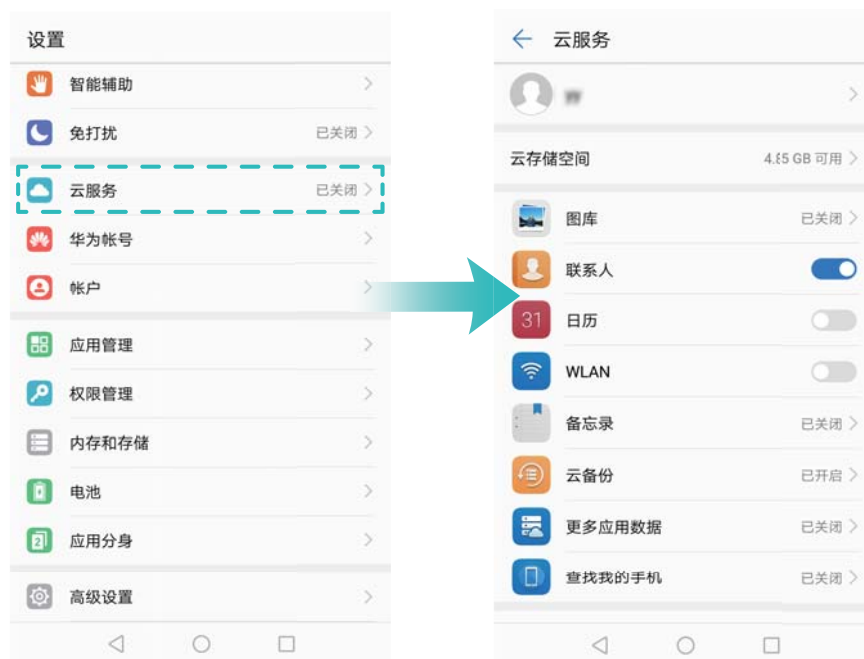 设置
智能辅助
免打扰 已关闭
云服务 已关闭
华为帐号
帐户
应用管理
权限管理
内存和存储
电池
2 应用分身
高级设置
云服务
云存储空间 4.85 GB 可用
图库 已关闭
联系人
31 日历
WLAN
备忘录 已关闭
云备份 已开启
更多应用数据 已关闭
查找我的手机 已关闭